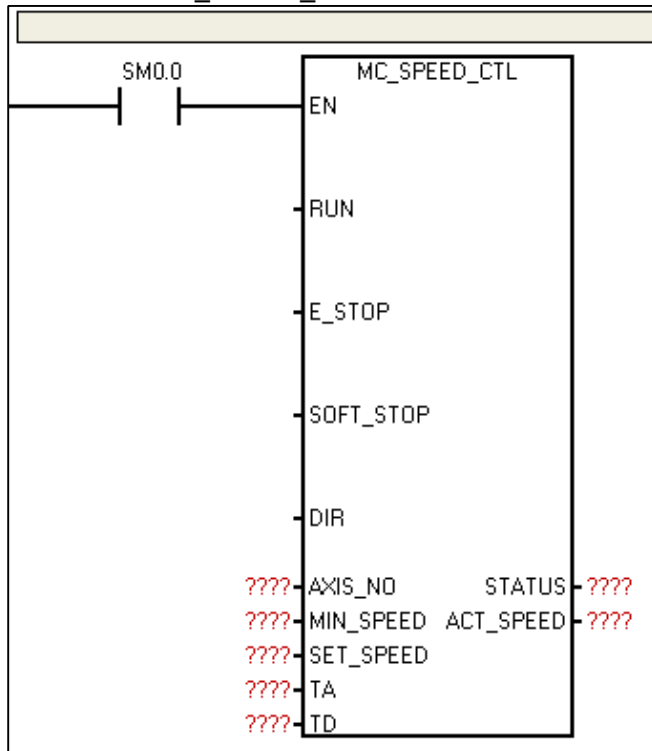 SM0.0 MC_SPEED_CTL
EN
RUN
E_STOP
SOFT_STOP
DIR
???? AXIS_NO STATUS ????
???? MIN_SPEED ACT_SPEED ????
???? SET_SPEED
???? TA
???? TD